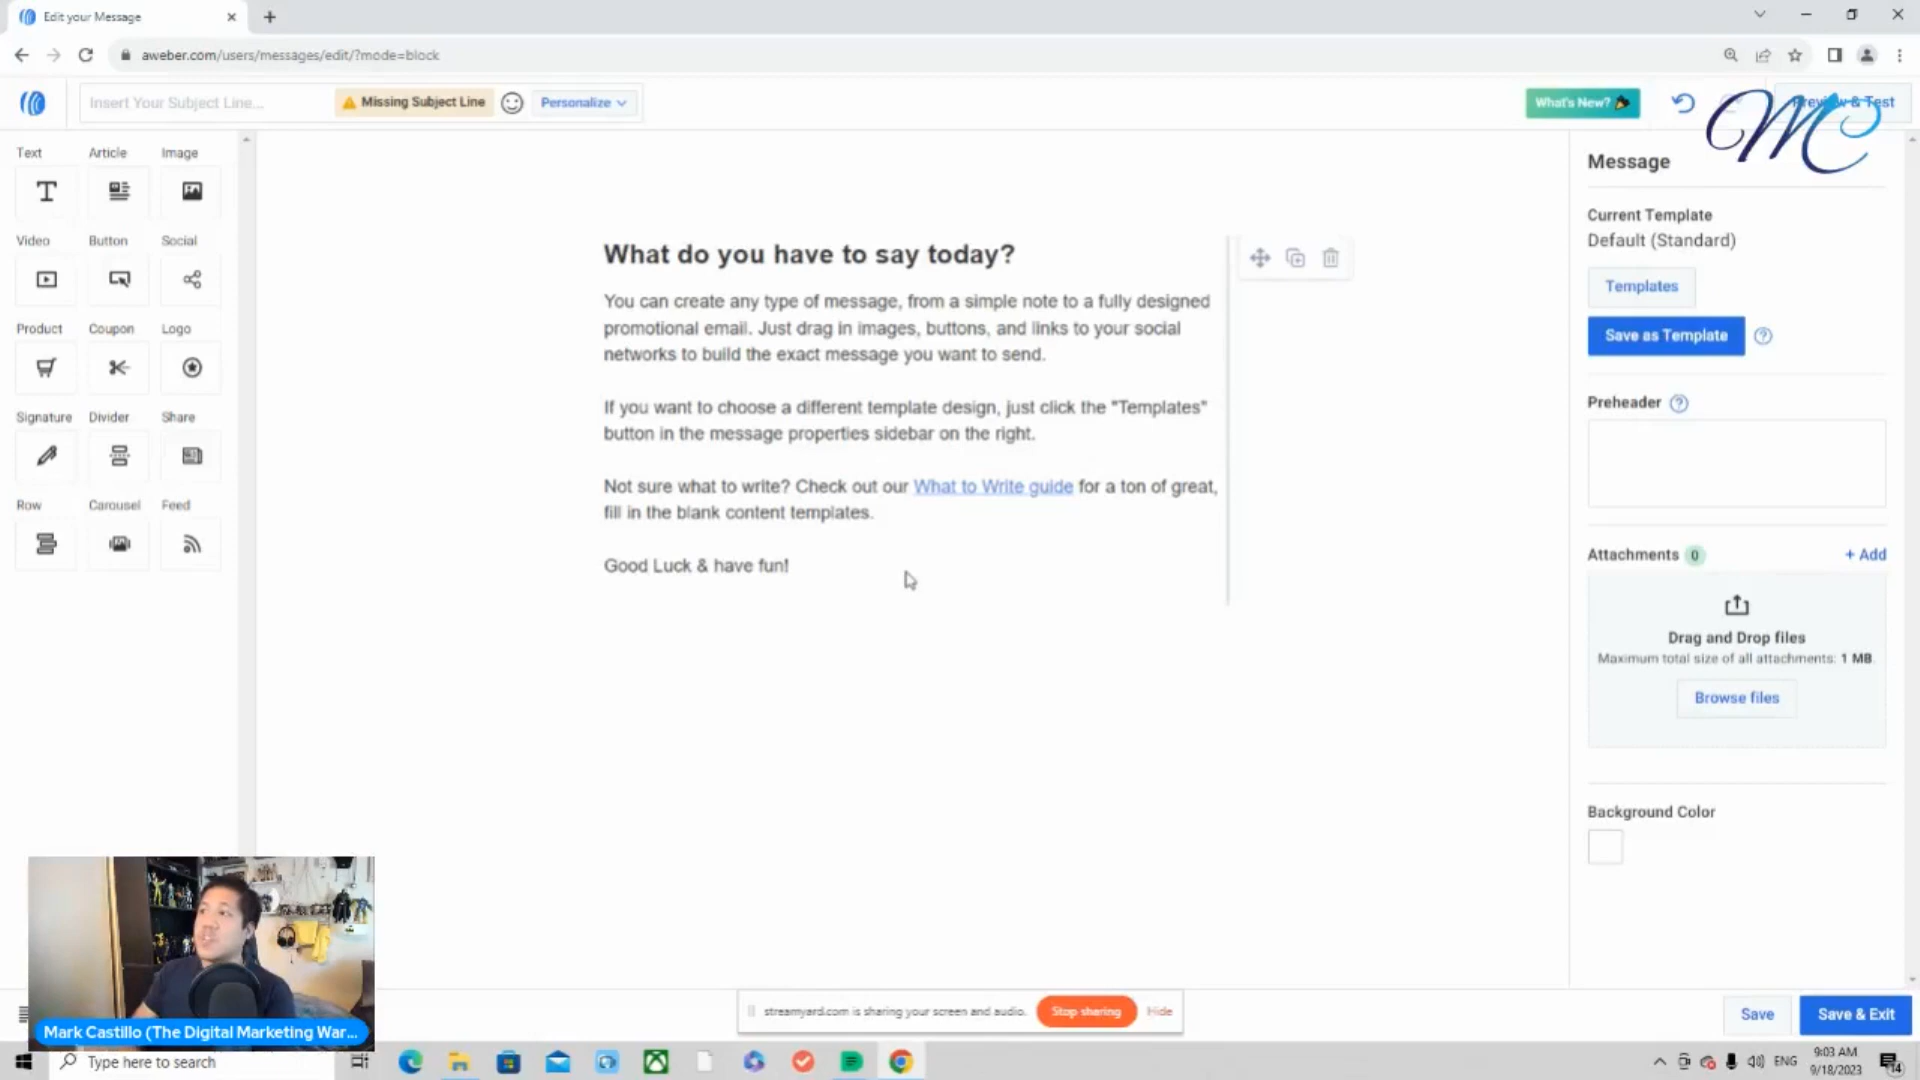 Edit your Message
aweber.com/users/messages/edit/?mode=block
Insert Your Subject Line...
Missing Subject Line
Personalize
What's New?
Preview & Test
MC
Text Article Image
Video Button Social
Product Coupon Logo
Signature Divider Share
Row Carousel Feed
What do you have to say today?
You can create any type of message, from a simple note to a fully designed
promotional email. Just drag in images, buttons, and links to your social
networks to build the exact message you want to send.
If you want to choose a different template design, just click the "Templates"
button in the message properties sidebar on the right.
Not sure what to write? Check out our What to Write guide for a ton of great,
fill in the blank content templates.
Good Luck & have fun!
Message
Current Template
Default (Standard)
Templates
Save as Template
Preheader
Attachments 0
+ Add
Drag and Drop files
Maximum total size of all attachments: 1 MB
Browse files
Background Color
Mark Castillo (The Digital Marketing War...
streamyard.com is sharing your screen and audio.
Stop sharing
Hide
Save
Save & Exit
Type here to search
ENG
9:03 AM
9/18/2023
14